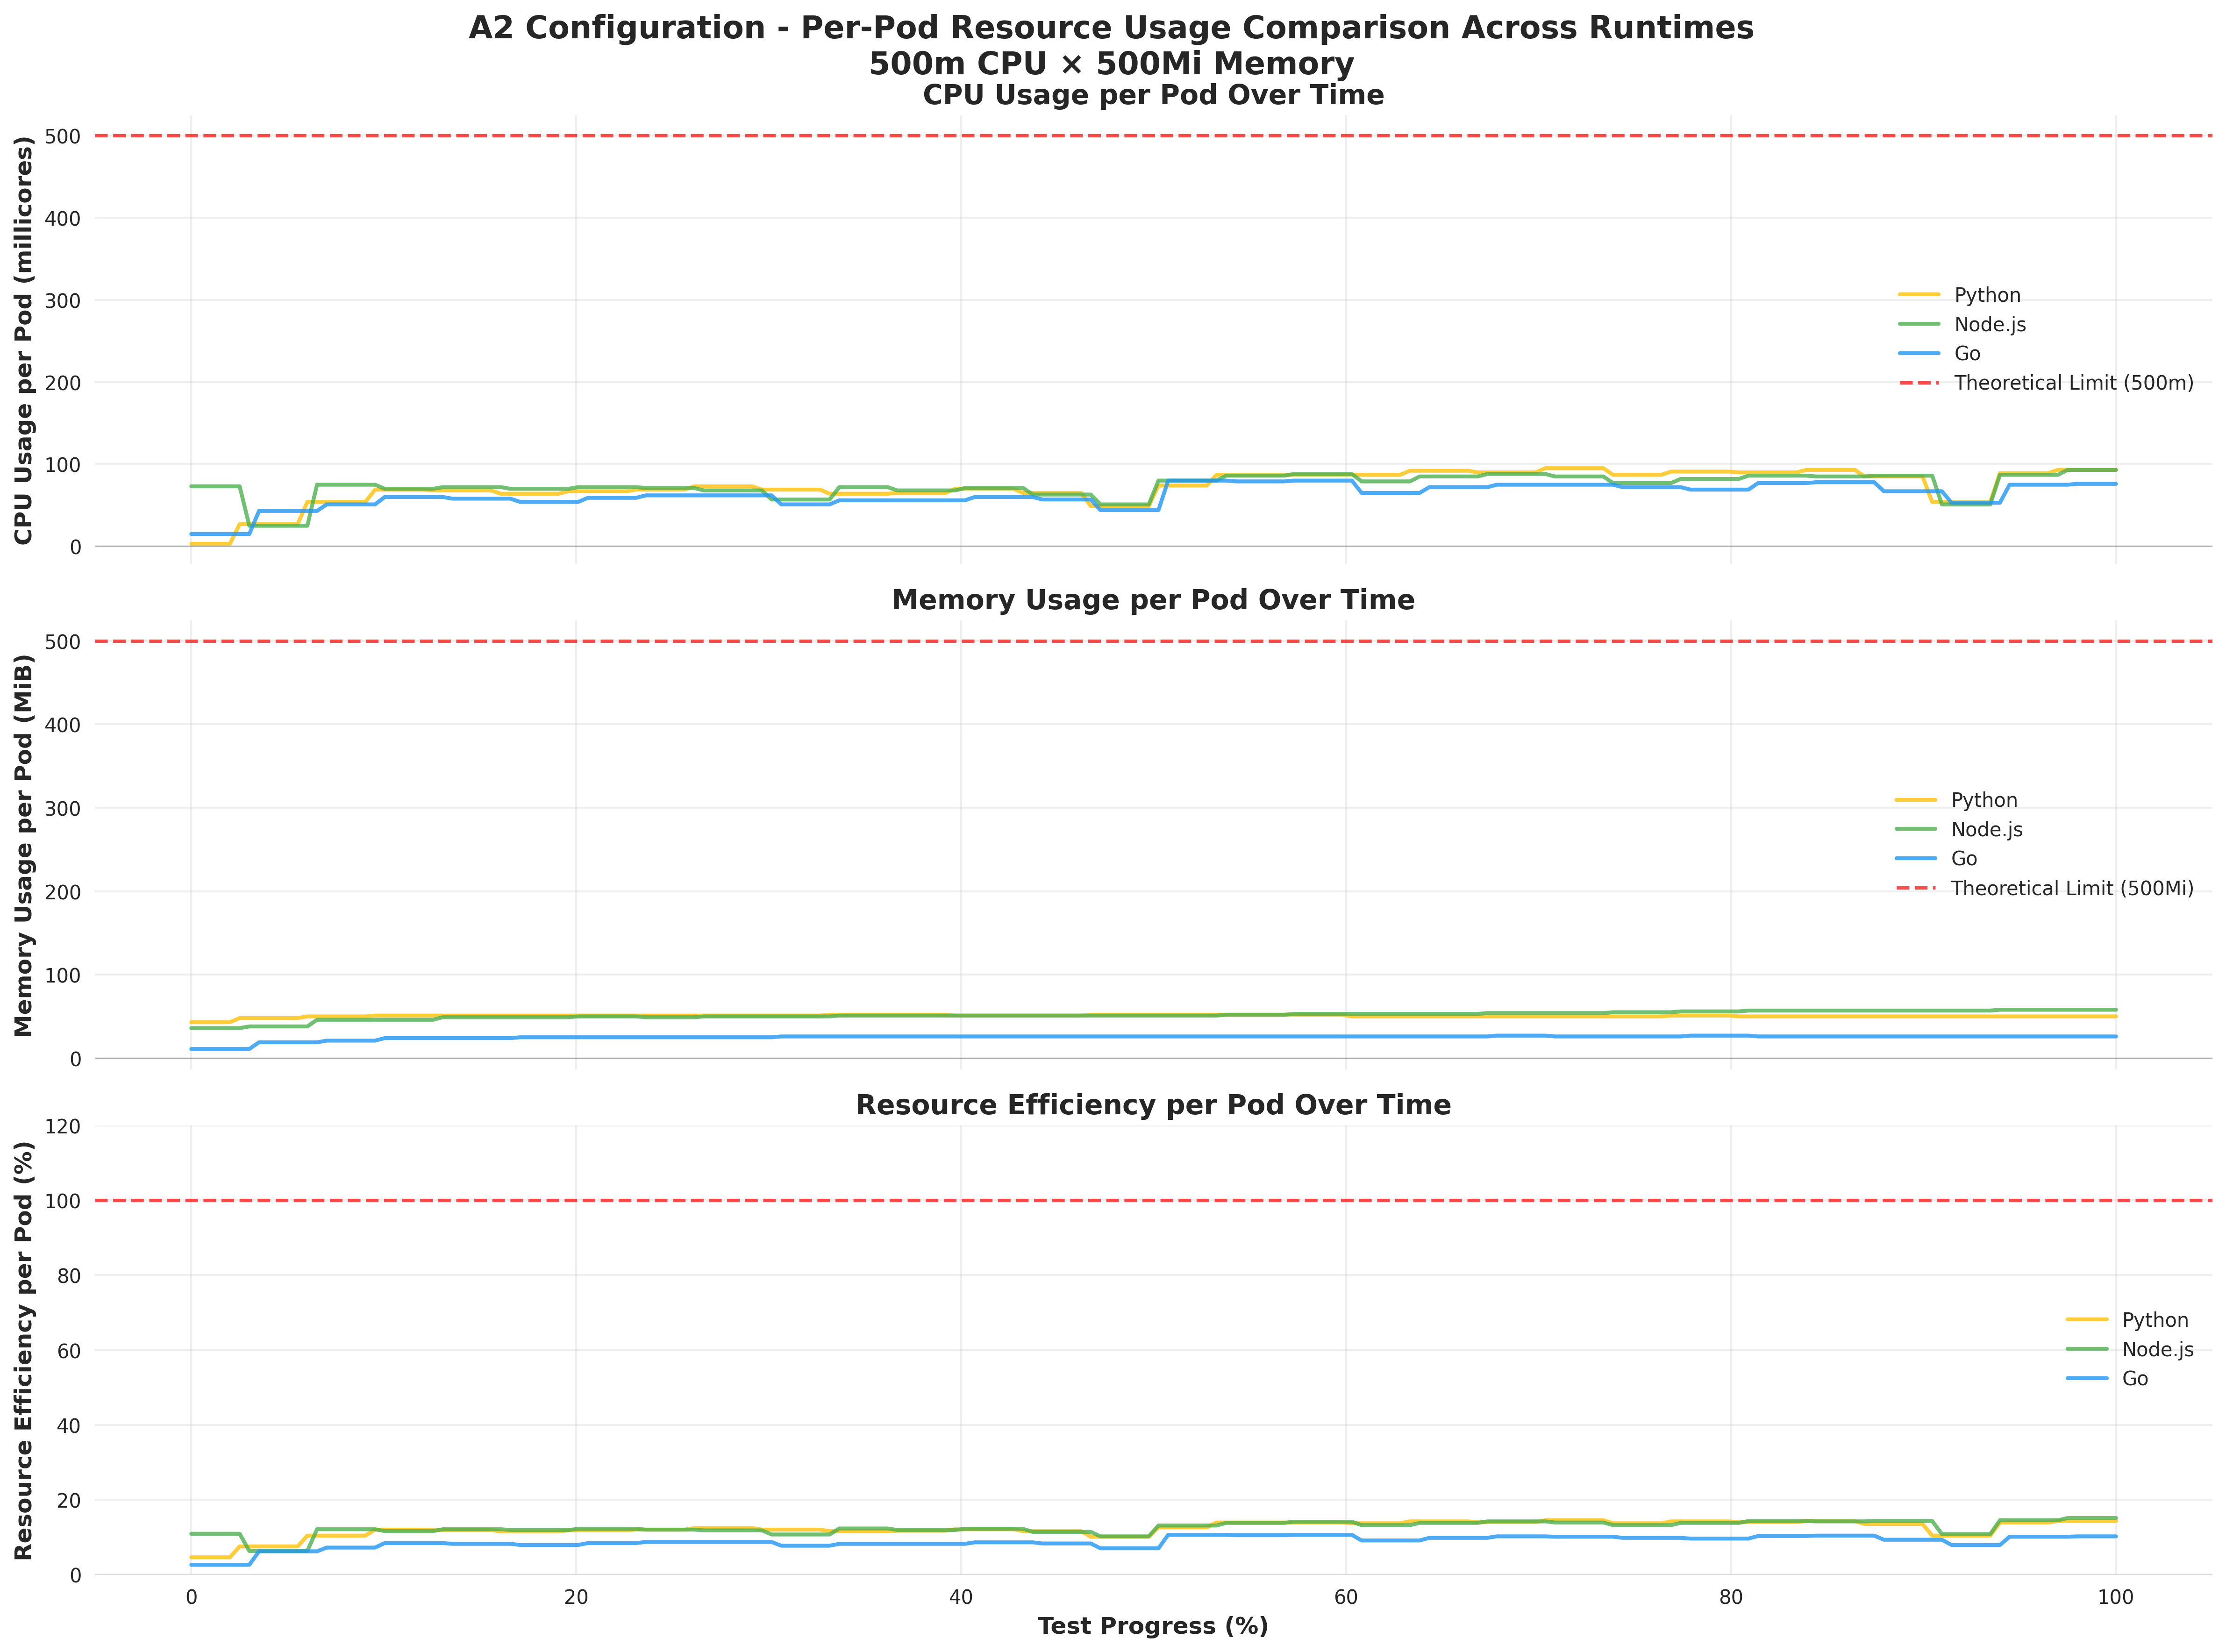 A2 Configuration - Per-Pod Resource Usage Comparison Across Runtimes
500m CPU × 500Mi Memory
CPU Usage per Pod Over Time
CPU Usage per Pod (millicores)
500
400
300
200
100
0
Python
Node.js
Go
Theoretical Limit (500m)
Memory Usage per Pod Over Time
Memory Usage per Pod (MiB)
500
400
300
200
100
0
Python
Node.js
Go
Theoretical Limit (500Mi)
Resource Efficiency per Pod Over Time
Resource Efficiency per Pod (%)
120
100
80
60
40
20
0
Python
Node.js
Go
0 20 40 60 80 100
Test Progress (%)